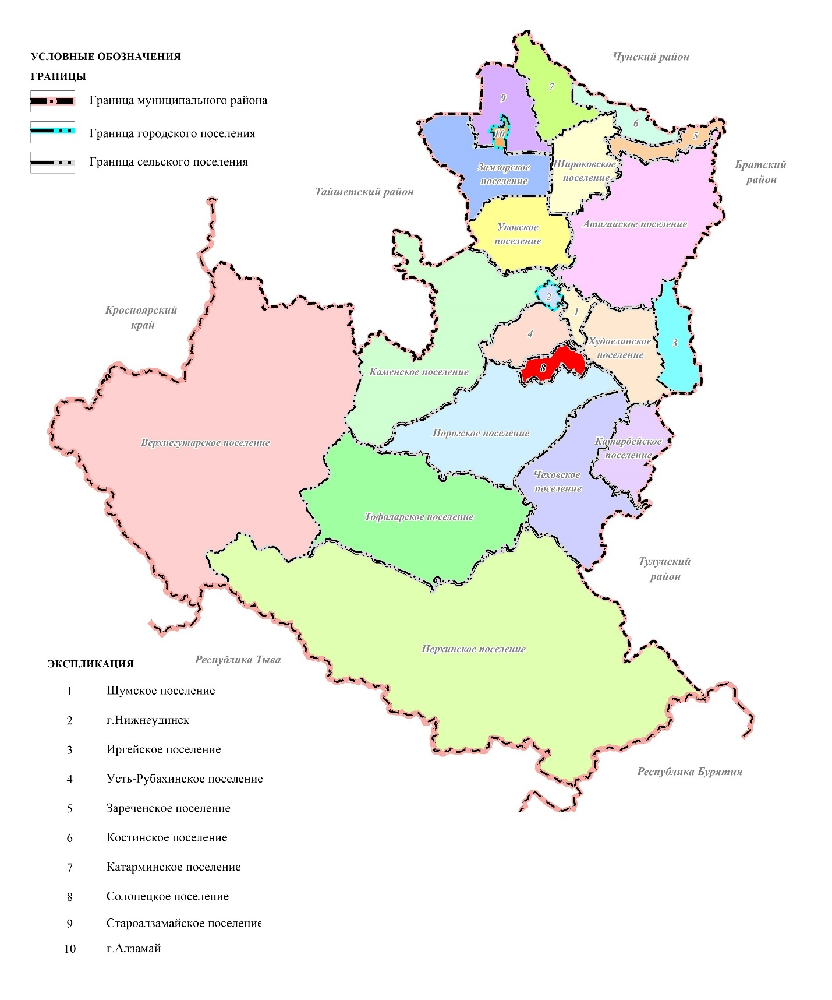 УСЛОВНЫЕ ОБОЗНАЧЕНИЯ
ГРАНИЦЫ
Граница муниципального района
Граница городского поселения
Граница сельского поселения
Чунский район
7
9
6
5
10
Замзорское
поселение
Широковское
поселение
Братский
район
Тайшетский район
Уковское
поселение
Атагайское поселение
2
1
Кросноярский
край
4
Худоеланское
поселение
3
8
Каменское поселение
Порогское поселение
Верхнегутарское поселение
Катарбейское
поселение
Чеховское
поселение
Тофаларское поселение
Тулунский
район
Нерхинское поселение
Республика Тыва
Республика Бурятия
ЭКСПЛИКАЦИЯ
1 Шумское поселение
2 г.Нижнеудинск
3 Иргейское поселение
4 Усть-Рубахинское поселение
5 Зареченское поселение
6 Костинское поселение
7 Катарминское поселение
8 Солонецкое поселение
9 Староалзамайское поселение
10 г.Алзамай